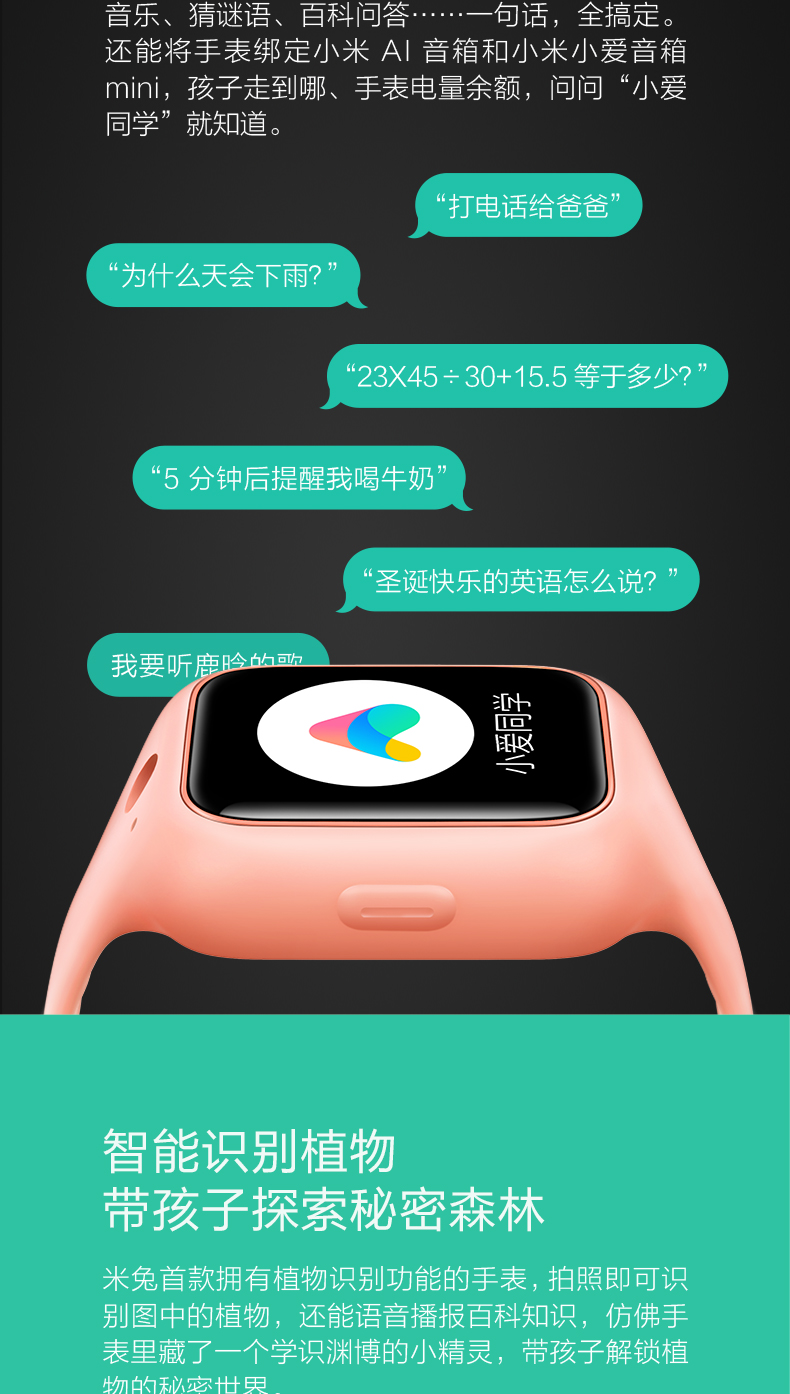 音乐、猜谜语、百科问答……一句话，全搞定。
还能将手表绑定小米 AI 音箱和小米小爱音箱
mini，孩子走到哪、手表电量余额，问问“小爱
同学”就知道。
“打电话给爸爸”
“为什么天会下雨？”
“23X45÷30+15.5 等于多少？”
“5 分钟后提醒我喝牛奶”
“圣诞快乐的英语怎么说？”
我要听鹿晗的歌
小爱同学
智能识别植物
带孩子探索秘密森林
米兔首款拥有植物识别功能的手表，拍照即可识
别图中的植物，还能语音播报百科知识，仿佛手
表里藏了一个学识渊博的小精灵，带孩子解锁植
物的秘密世界。